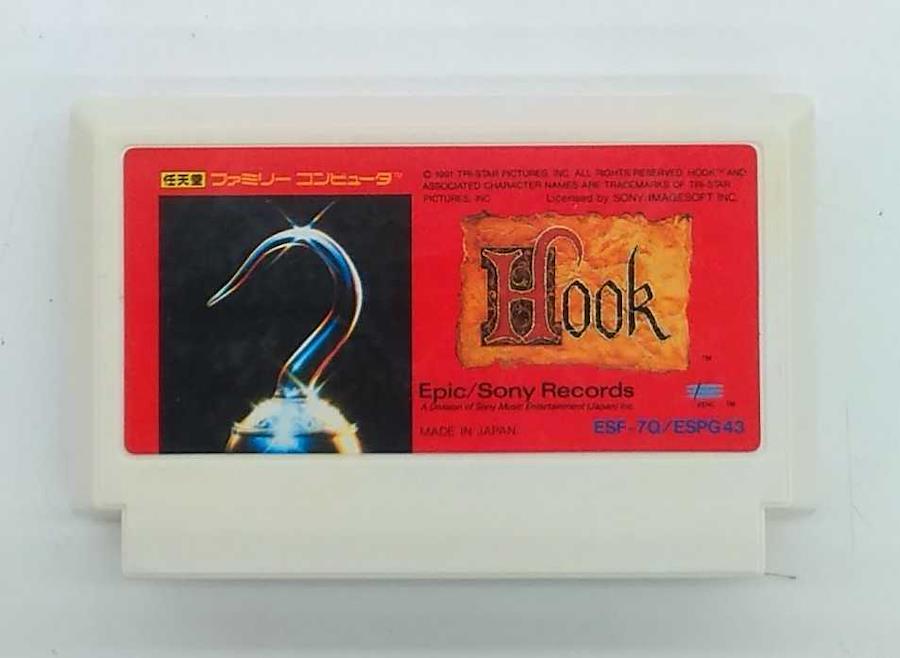 任天堂 ファミリー コンピュータ™
© 1991 TRI-STAR PICTURES, INC. ALL RIGHTS RESERVED. HOOK™ AND
ASSOCIATED CHARACTER NAMES ARE TRADEMARKS OF TRI-STAR
PICTURES, INC. Licensed by SONY IMAGESOFT INC.
Hook
™
Epic/Sony Records
A Division of Sony Music Entertainment (Japan) Inc.
™
MADE IN JAPAN
ESF-7Q/ESPG43